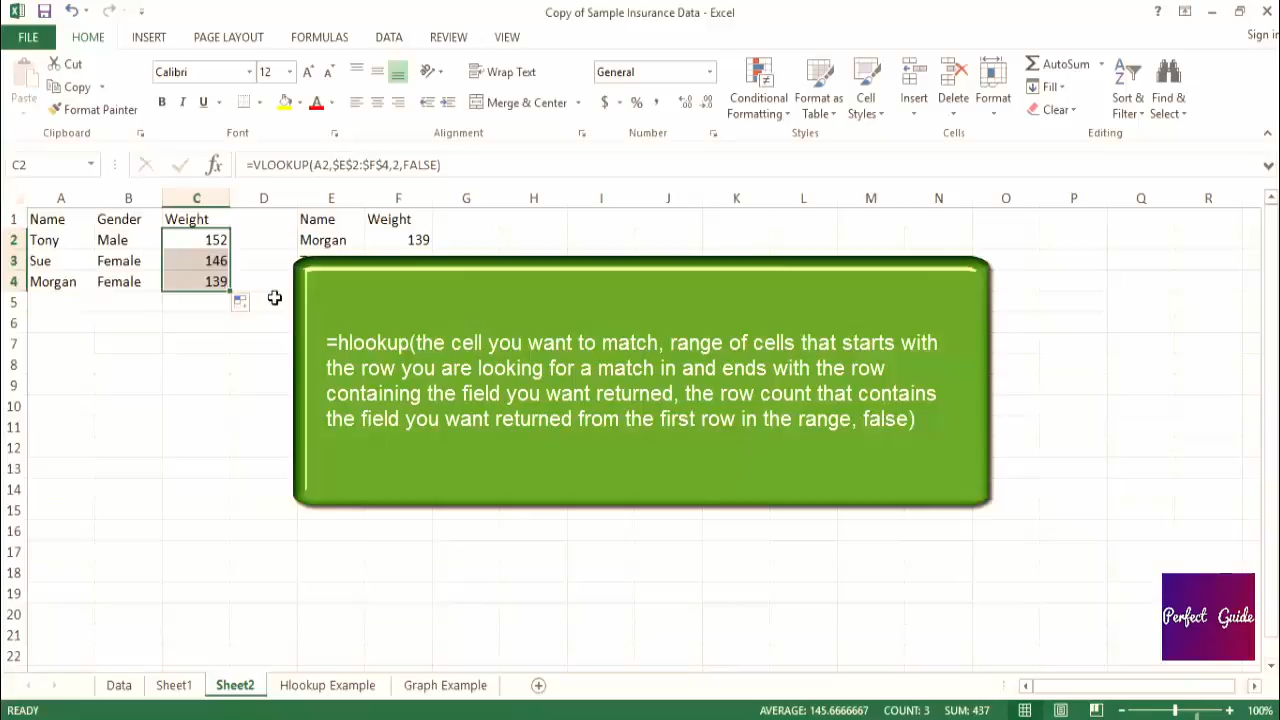 Copy of Sample Insurance Data - Excel
?
FILE HOME INSERT PAGE LAYOUT FORMULAS DATA REVIEW VIEW Sign in
Paste
Cut
Copy
Format Painter
Clipboard
Calibri 12
B I U
Font
Wrap Text
Merge & Center
Alignment
General
$ % ,
Number
Conditional Formatting
Format as Table
Cell Styles
Styles
Insert Delete Format
Cells
AutoSum
Fill
Clear
Sort & Filter
Find & Select
Editing
C2 fx =VLOOKUP(A2,$E$2:$F$4,2,FALSE)
A B C D E F G H I J K L M N O P Q R
1 Name Gender Weight Name Weight
2 Tony Male 152 Morgan 139
3 Sue Female 146
4 Morgan Female 139
5
6
7
8
9
10
11
12
13
14
15
16
17
18
19
20
21
22
=hlookup(the cell you want to match, range of cells that starts with
the row you are looking for a match in and ends with the row
containing the field you want returned, the row count that contains
the field you want returned from the first row in the range, false)
Perfect Guide
Data Sheet1 Sheet2 Hlookup Example Graph Example
READY AVERAGE: 145.6666667 COUNT: 3 SUM: 437 100%